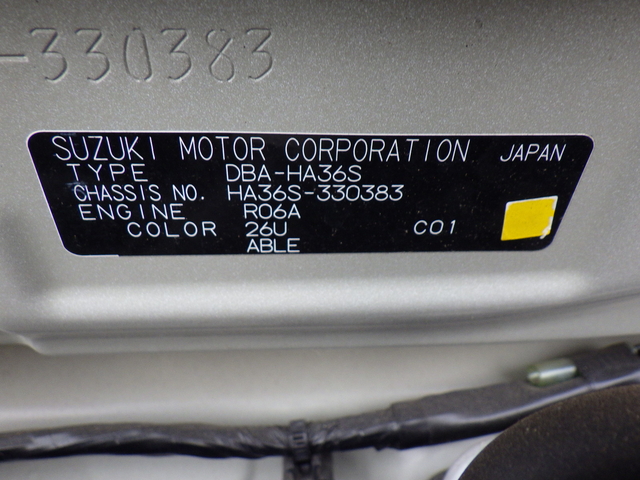 -330383
SUZUKI MOTOR CORPORATION JAPAN
TYPE DBA-HA36S
CHASSIS NO. HA36S-330383
ENGINE R06A
COLOR 26U C01
ABLE